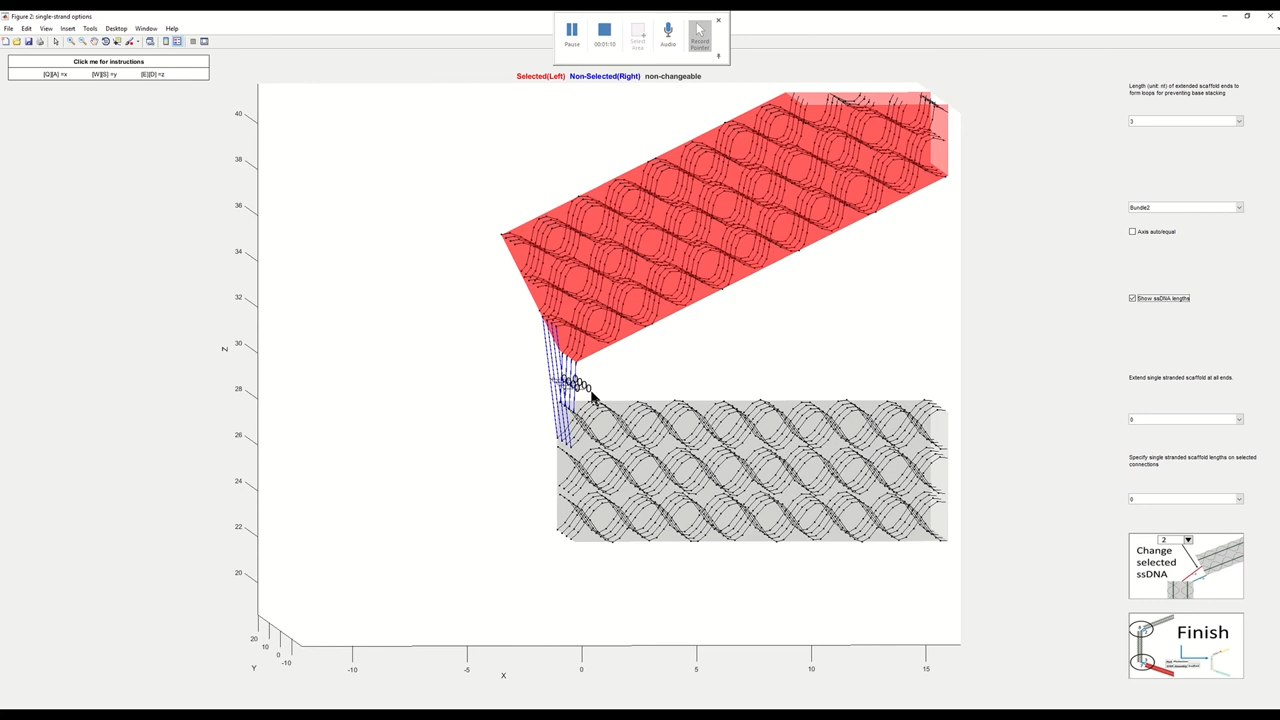 Figure 2: single-strand options
File Edit View Insert Tools Desktop Window Help
Pause
00:01:10
Select Area
Audio
Record Pointer
Click me for instructions
[Q][A] =x [W][S] =y [E][D] =z
Selected(Left) Non-Selected(Right) non-changeable
40
38
36
34
32
30
28
26
24
22
20
Z
20
10
0
-10
Y
-10
-5
0
5
10
15
X
Length (unit: nt) of extended scaffold ends to
form loops for preventing base stacking
3
Bundle2
Axis auto/equal
Show ssDNA lengths
Extend single stranded scaffold at all ends.
0
Specify single stranded scaffold lengths on selected
connections
0
2
Change
selected
ssDNA
Finish